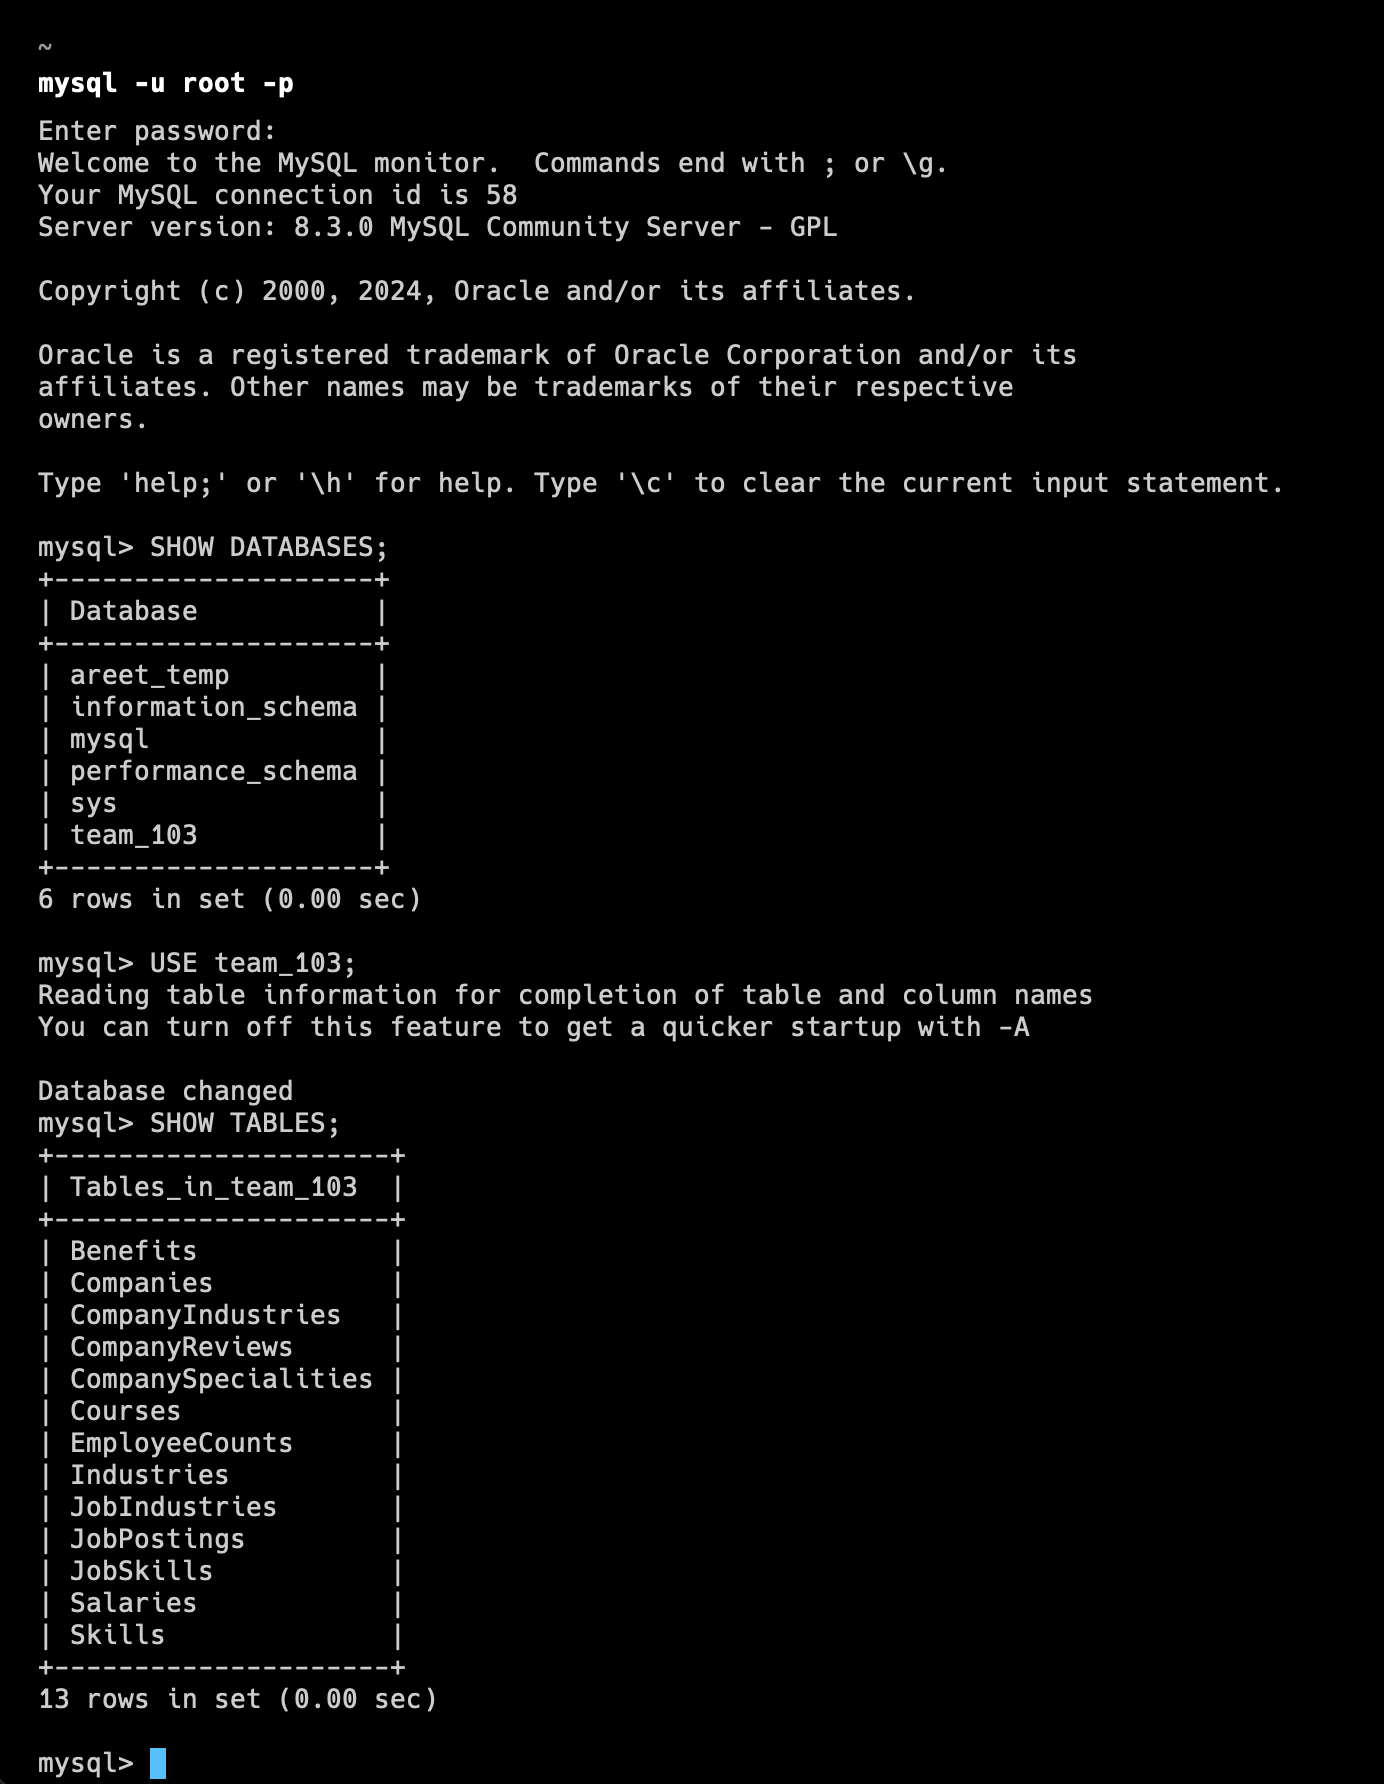 ~
mysql -u root -p
Enter password:
Welcome to the MySQL monitor.  Commands end with ; or \g.
Your MySQL connection id is 58
Server version: 8.3.0 MySQL Community Server - GPL

Copyright (c) 2000, 2024, Oracle and/or its affiliates.

Oracle is a registered trademark of Oracle Corporation and/or its
affiliates. Other names may be trademarks of their respective
owners.

Type 'help;' or '\h' for help. Type '\c' to clear the current input statement.

mysql> SHOW DATABASES;
+--------------------+
| Database           |
+--------------------+
| areet_temp         |
| information_schema |
| mysql              |
| performance_schema |
| sys                |
| team_103           |
+--------------------+
6 rows in set (0.00 sec)

mysql> USE team_103;
Reading table information for completion of table and column names
You can turn off this feature to get a quicker startup with -A

Database changed
mysql> SHOW TABLES;
+---------------------+
| Tables_in_team_103  |
+---------------------+
| Benefits            |
| Companies           |
| CompanyIndustries   |
| CompanyReviews      |
| CompanySpecialities |
| Courses             |
| EmployeeCounts      |
| Industries          |
| JobIndustries       |
| JobPostings         |
| JobSkills           |
| Salaries            |
| Skills              |
+---------------------+
13 rows in set (0.00 sec)

mysql>